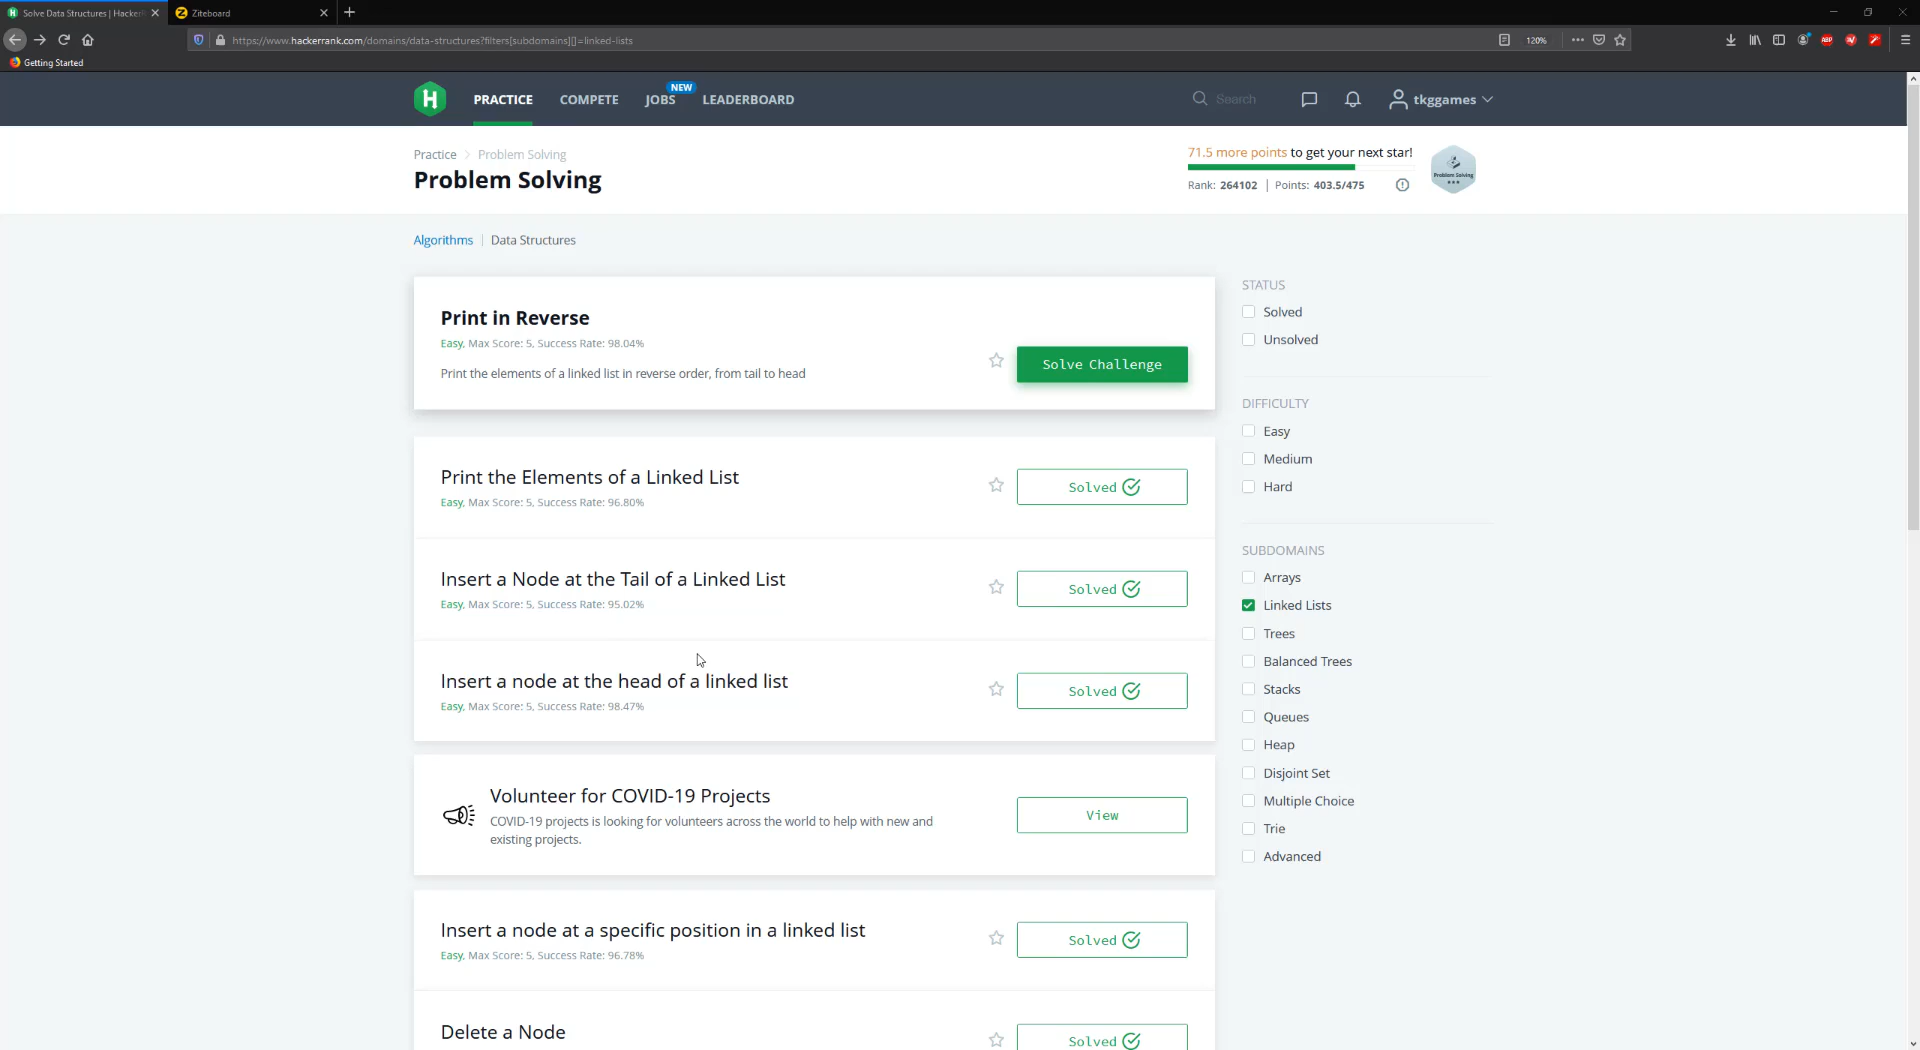 Solve Data Structures | HackerR
Ziteboard
https://www.hackerrank.com/domains/data-structures?filters[subdomains][]=linked-lists
120%
ABP
Getting Started
H
PRACTICE
COMPETE
JOBS
NEW
LEADERBOARD
Search
tkggames
Practice
Problem Solving
Problem Solving
71.5 more points to get your next star!
Rank: 264102 | Points: 403.5/475
Problem Solving
Algorithms | Data Structures
Print in Reverse
Easy, Max Score: 5, Success Rate: 98.04%
Print the elements of a linked list in reverse order, from tail to head
Solve Challenge
Print the Elements of a Linked List
Easy, Max Score: 5, Success Rate: 96.80%
Solved
Insert a Node at the Tail of a Linked List
Easy, Max Score: 5, Success Rate: 95.02%
Solved
Insert a node at the head of a linked list
Easy, Max Score: 5, Success Rate: 98.47%
Solved
Volunteer for COVID-19 Projects
COVID-19 projects is looking for volunteers across the world to help with new and
existing projects.
View
Insert a node at a specific position in a linked list
Easy, Max Score: 5, Success Rate: 96.78%
Solved
Delete a Node
Solved
STATUS
Solved
Unsolved
DIFFICULTY
Easy
Medium
Hard
SUBDOMAINS
Arrays
Linked Lists
Trees
Balanced Trees
Stacks
Queues
Heap
Disjoint Set
Multiple Choice
Trie
Advanced